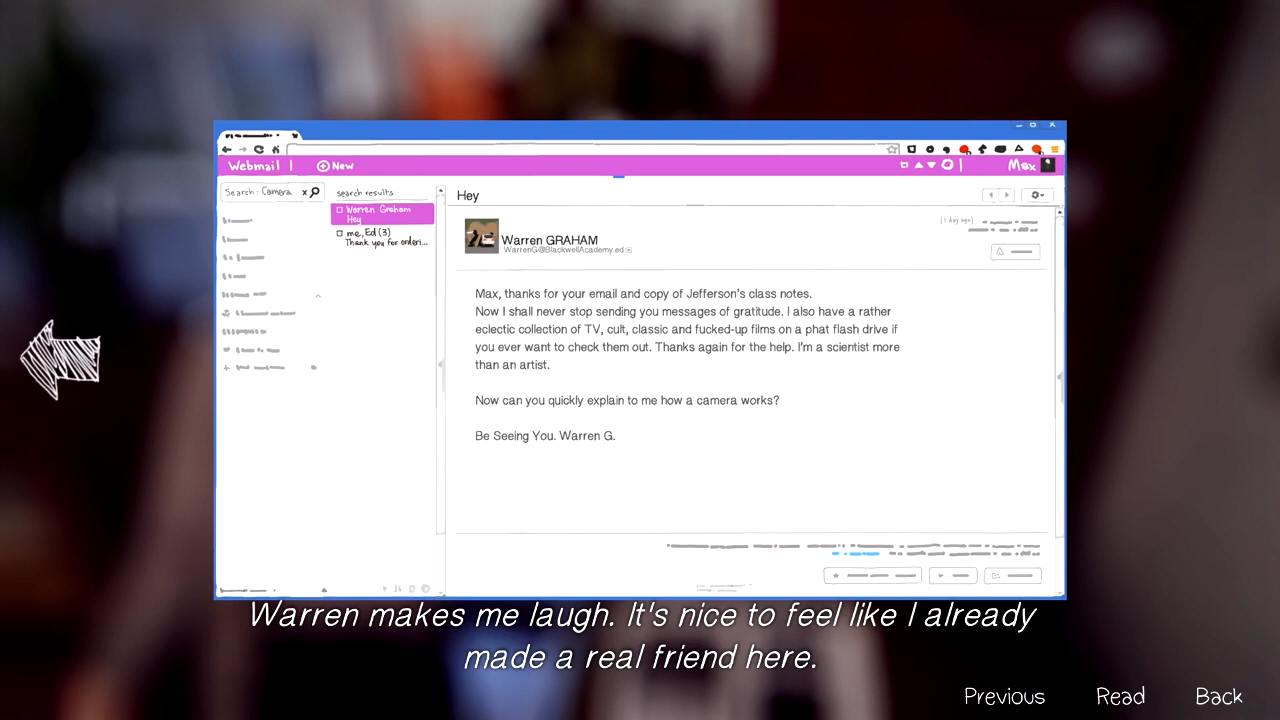 Webmail |
New
Max
Search: Camera x
search results
Hey
Warren Graham
Hey
me, Ed (3)
Thank you for orderi...
[1 day ago]
Warren GRAHAM
WarrenG@BlackwellAcademy.ed
Max, thanks for your email and copy of Jefferson's class notes.
Now I shall never stop sending you messages of gratitude. I also have a rather
eclectic collection of TV, cult, classic and fucked-up films on a phat flash drive if
you ever want to check them out. Thanks again for the help. I'm a scientist more
than an artist.
Now can you quickly explain to me how a camera works?
Be Seeing You. Warren G.
Warren makes me laugh. It's nice to feel like I already
made a real friend here.
Previous
Read
Back